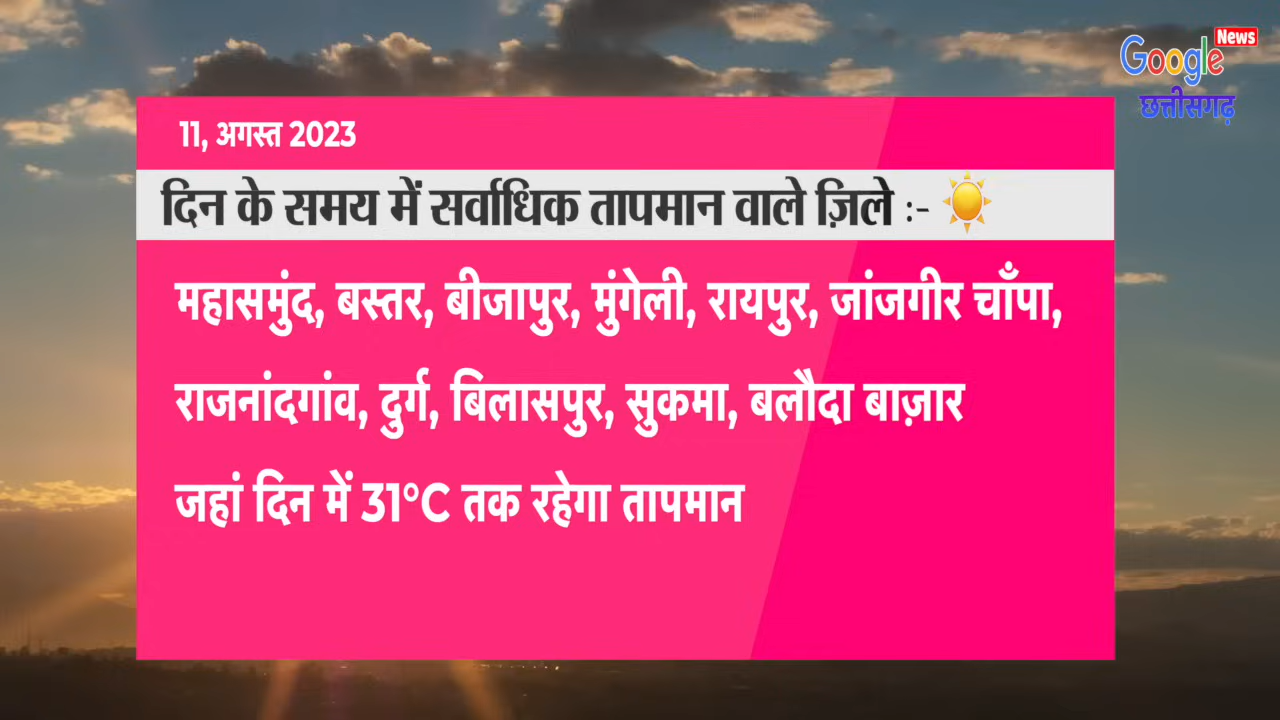 Google News
छत्तीसगढ़
11, अगस्त 2023
दिन के समय में सर्वाधिक तापमान वाले ज़िले :-
महासमुंद, बस्तर, बीजापुर, मुंगेली, रायपुर, जांजगीर चाँपा,
राजनांदगांव, दुर्ग, बिलासपुर, सुकमा, बलौदा बाज़ार
जहां दिन में 31°C तक रहेगा तापमान